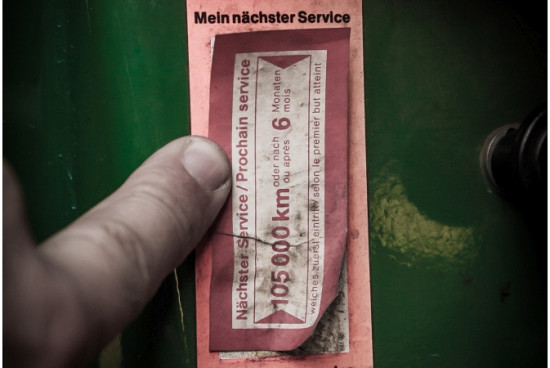 Mein nächster Service
Nächster Service / Prochain service
105 000 km oder nach 6 Monaten
ou après mois
welches zuerst eintrifft / selon le premier but atteint